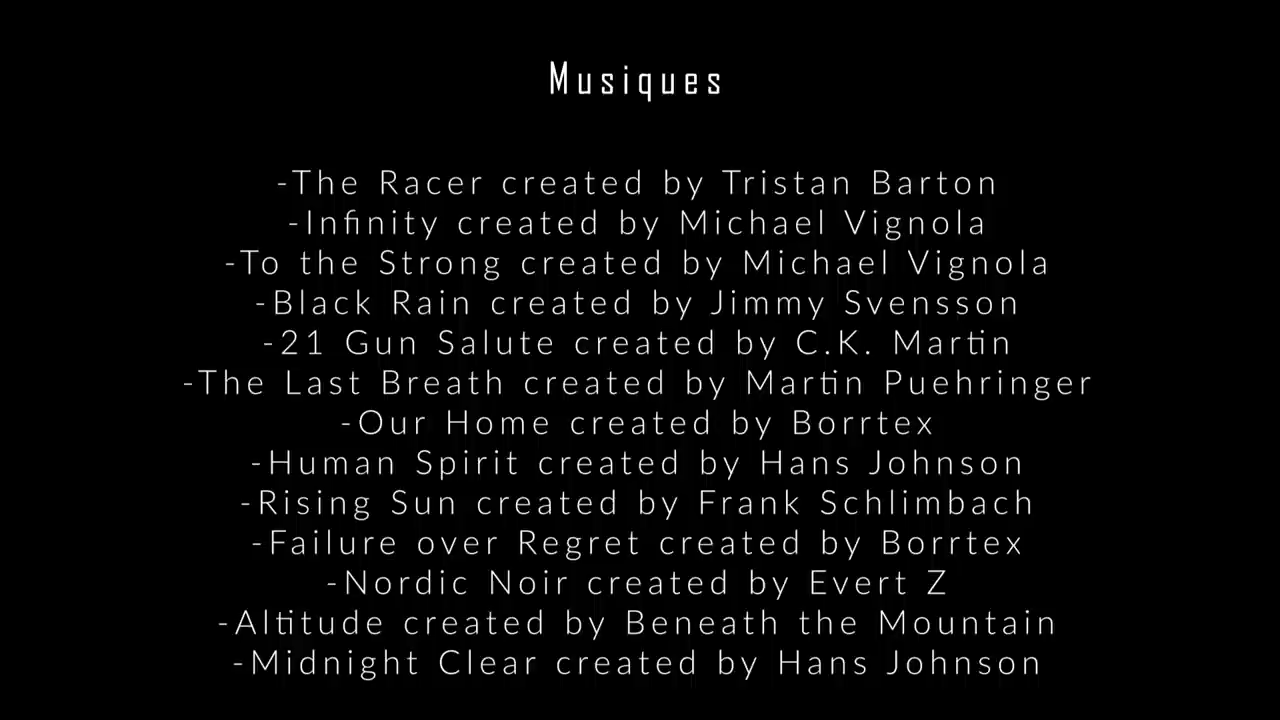 Musiques
-The Racer created by Tristan Barton
-Infinity created by Michael Vignola
-To the Strong created by Michael Vignola
-Black Rain created by Jimmy Svensson
-21 Gun Salute created by C.K. Martin
-The Last Breath created by Martin Puehringer
-Our Home created by Borrtex
-Human Spirit created by Hans Johnson
-Rising Sun created by Frank Schlimbach
-Failure over Regret created by Borrtex
-Nordic Noir created by Evert Z
-Altitude created by Beneath the Mountain
-Midnight Clear created by Hans Johnson